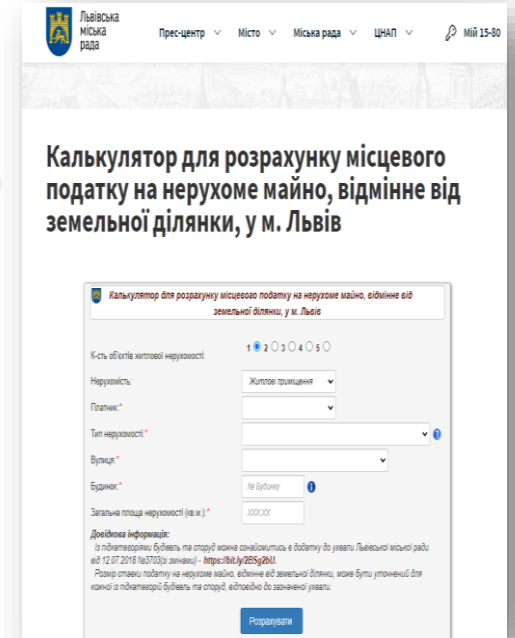 Львівська
міська
рада
Прес-центр Місто Міська рада ЦНАП Мій 15-80
Калькулятор для розрахунку місцевого
податку на нерухоме майно, відмінне від
земельної ділянки, у м. Львів
Калькулятор для розрахунку місцевого податку на нерухоме майно, відмінне від
земельної ділянки, у м. Львів
К-сть об'єктів житлової нерухомості: 1 2 3 4 5
Нерухомість: Житлові приміщення
Платник:*
Тип нерухомості:*
Вулиця:*
Будинок:* № Будинку
Загальна площа нерухомості (кв.м.):* XXX.XX
Довідкова інформація:
Із підкатегоріями будівель та споруд можна ознайомитись в додатку до ухвали Львівської міської ради
від 12.07.2018 №3703(зі змінами) - https://bit.ly/2BSg2bU.
Розмір ставки податку на нерухоме майно, відмінне від земельної ділянки, може бути уточнений для
кожної із підкатегорій будівель та споруд, відповідно до зазначеної ухвали.
Розрахувати